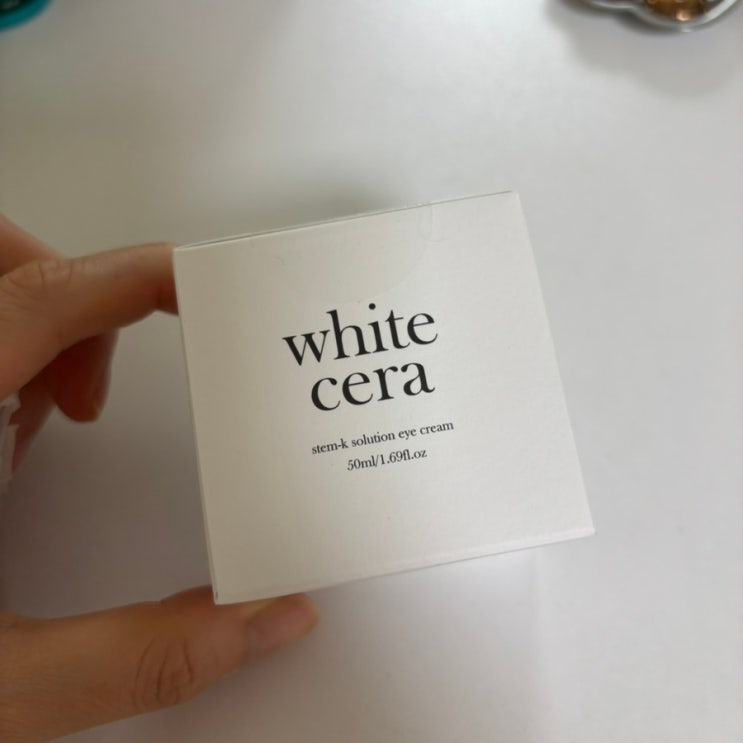 white
cera
stem-k solution eye cream
50ml/1.69fl.oz